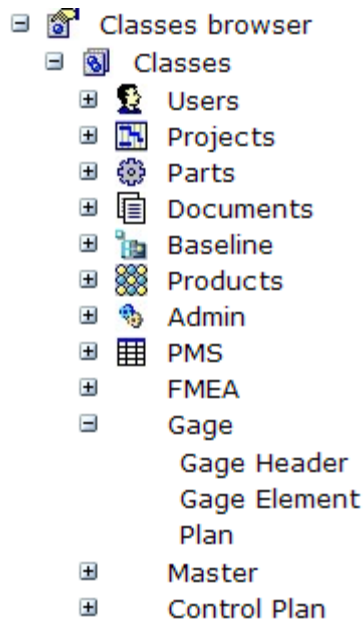 Classes browser
Classes
Users
Projects
Parts
Documents
Baseline
Products
Admin
PMS
FMEA
Gage
Gage Header
Gage Element
Plan
Master
Control Plan